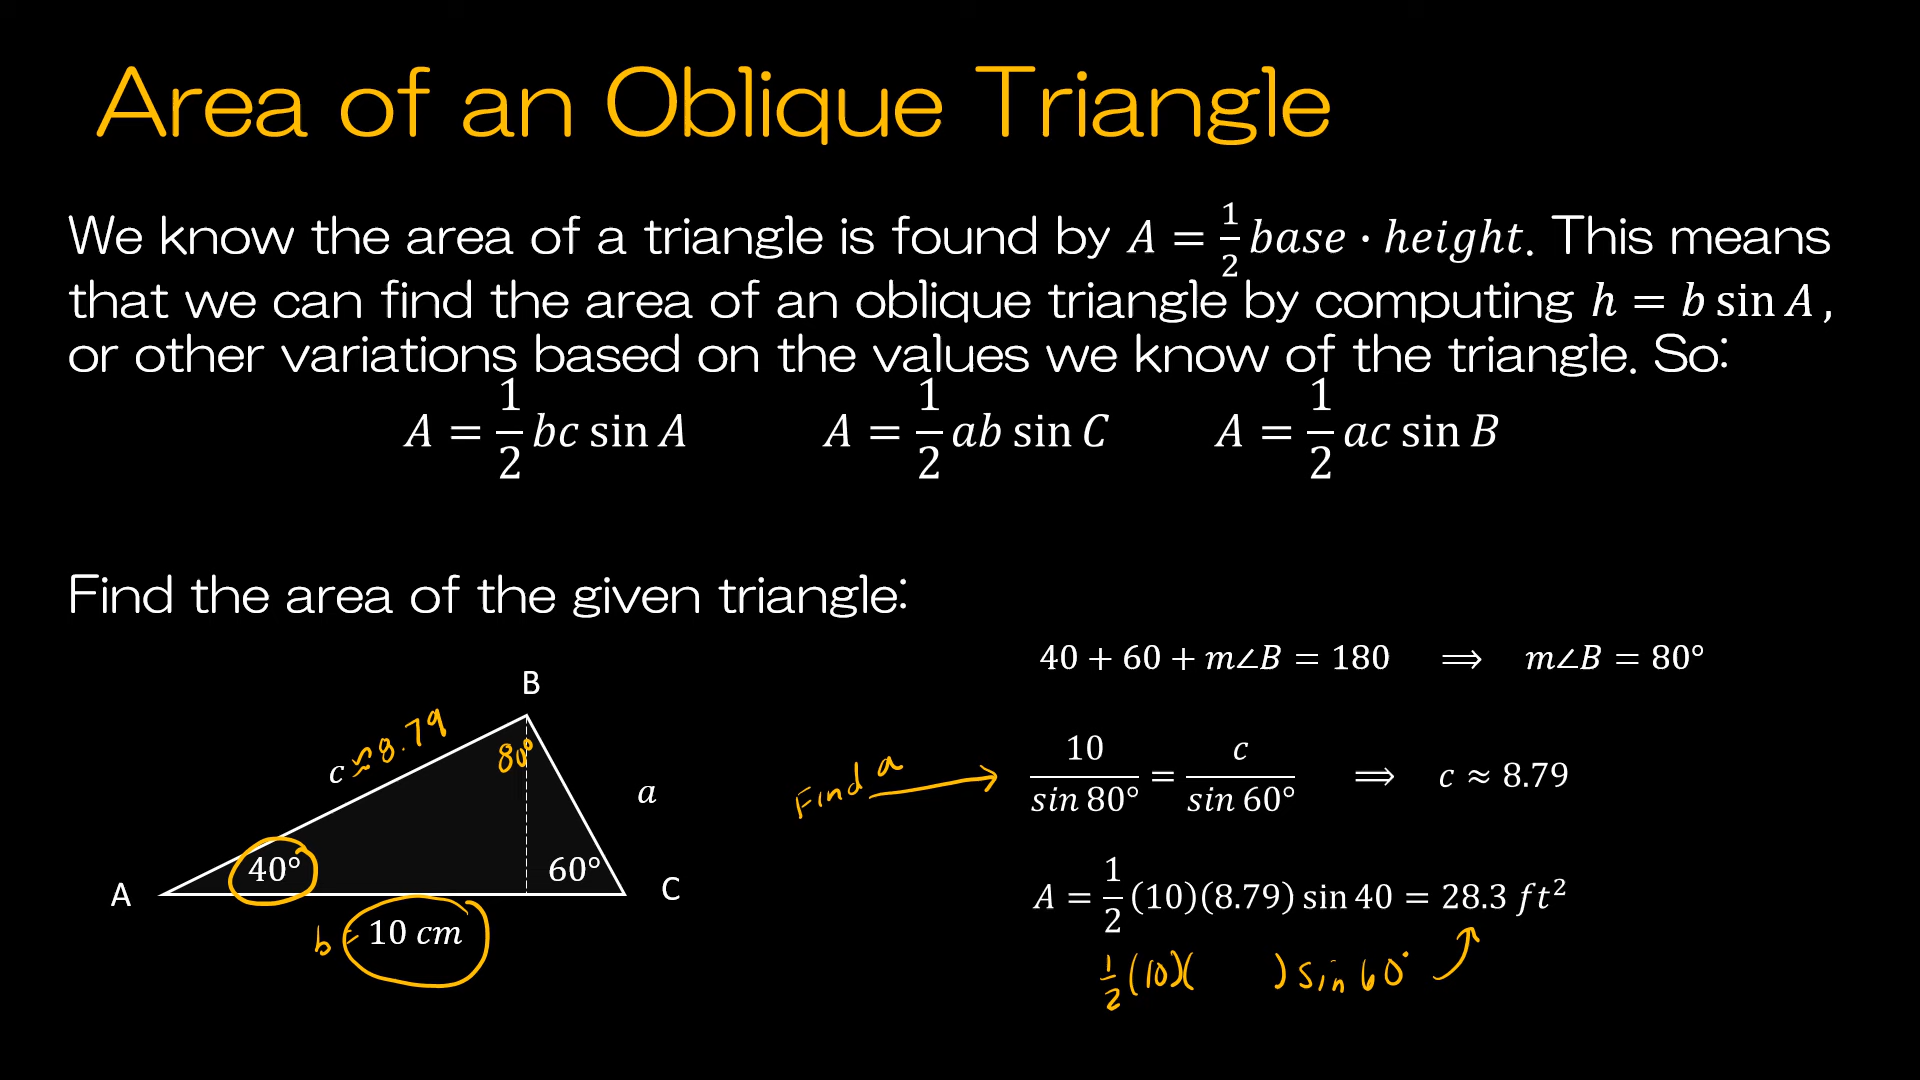 Area of an Oblique Triangle
We know the area of a triangle is found by A = 1/2 base · height. This means
that we can find the area of an oblique triangle by computing h = b sin A ,
or other variations based on the values we know of the triangle. So:
A = 1/2 bc sin A A = 1/2 ab sin C A = 1/2 ac sin B
Find the area of the given triangle:
40 + 60 + m∠B = 180 ⟹ m∠B = 80°
B
c ≈ 8.79
80°
a
40°
60°
A
C
b = 10 cm
Find a →
10/sin 80° = c/sin 60° ⟹ c ≈ 8.79
A = 1/2 (10)(8.79) sin 40 = 28.3 ft²
1/2 (10)( ) sin 60°